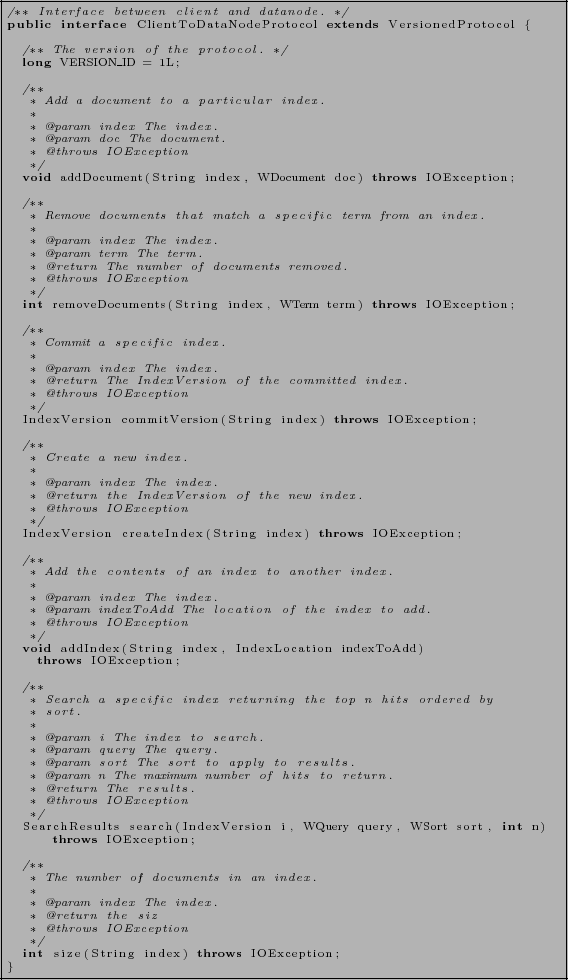 /** Interface between client and datanode. */
public interface ClientToDataNodeProtocol extends VersionedProtocol {
/** The version of the protocol. */
long VERSION_ID = 1L;
/**
* Add a document to a particular index.
*
* @param index The index.
* @param doc The document.
* @throws IOException
*/
void addDocument(String index, WDocument doc) throws IOException;
/**
* Remove documents that match a specific term from an index.
*
* @param index The index.
* @param term The term.
* @return The number of documents removed.
* @throws IOException
*/
int removeDocuments(String index, WTerm term) throws IOException;
/**
* Commit a specific index.
*
* @param index The index.
* @return The IndexVersion of the committed index.
* @throws IOException
*/
IndexVersion commitVersion(String index) throws IOException;
/**
* Create a new index.
*
* @param index The index.
* @return the IndexVersion of the new index.
* @throws IOException
*/
IndexVersion createIndex(String index) throws IOException;
/**
* Add the contents of an index to another index.
*
* @param index The index.
* @param indexToAdd The location of the index to add.
* @throws IOException
*/
void addIndex(String index, IndexLocation indexToAdd)
throws IOException;
/**
* Search a specific index returning the top n hits ordered by
* sort.
*
* @param i The index to search.
* @param query The query.
* @param sort The sort to apply to results.
* @param n The maximum number of hits to return.
* @return The results.
* @throws IOException
*/
SearchResults search(IndexVersion i, WQuery query, WSort sort, int n)
throws IOException;
/**
* The number of documents in an index.
*
* @param index The index.
* @return the siz
* @throws IOException
*/
int size(String index) throws IOException;
}